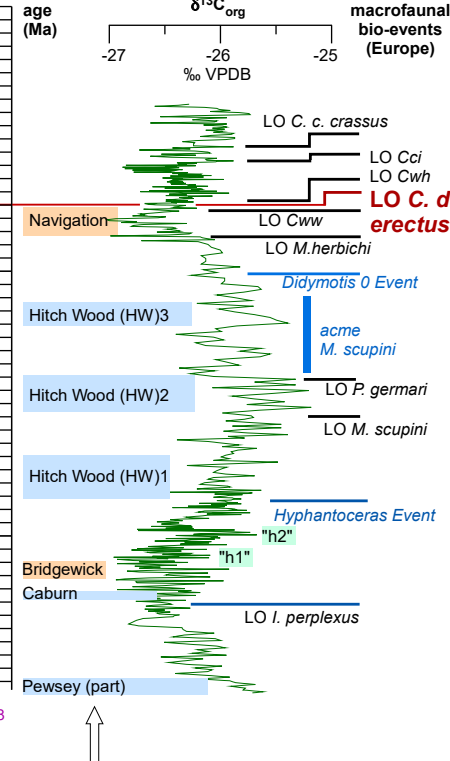 age
(Ma)
δ¹³Corg
-27
-26
-25
‰ VPDB
macrofaunal
bio-events
(Europe)
LO C. c. crassus
LO Cci
LO Cwh
LO C. d
erectus
Navigation
LO Cww
LO M.herbichi
Didymotis 0 Event
Hitch Wood (HW)3
acme
M. scupini
Hitch Wood (HW)2
LO P. germari
LO M. scupini
Hitch Wood (HW)1
Hyphantoceras Event
"h2"
"h1"
Bridgewick
Caburn
LO I. perplexus
Pewsey (part)
3